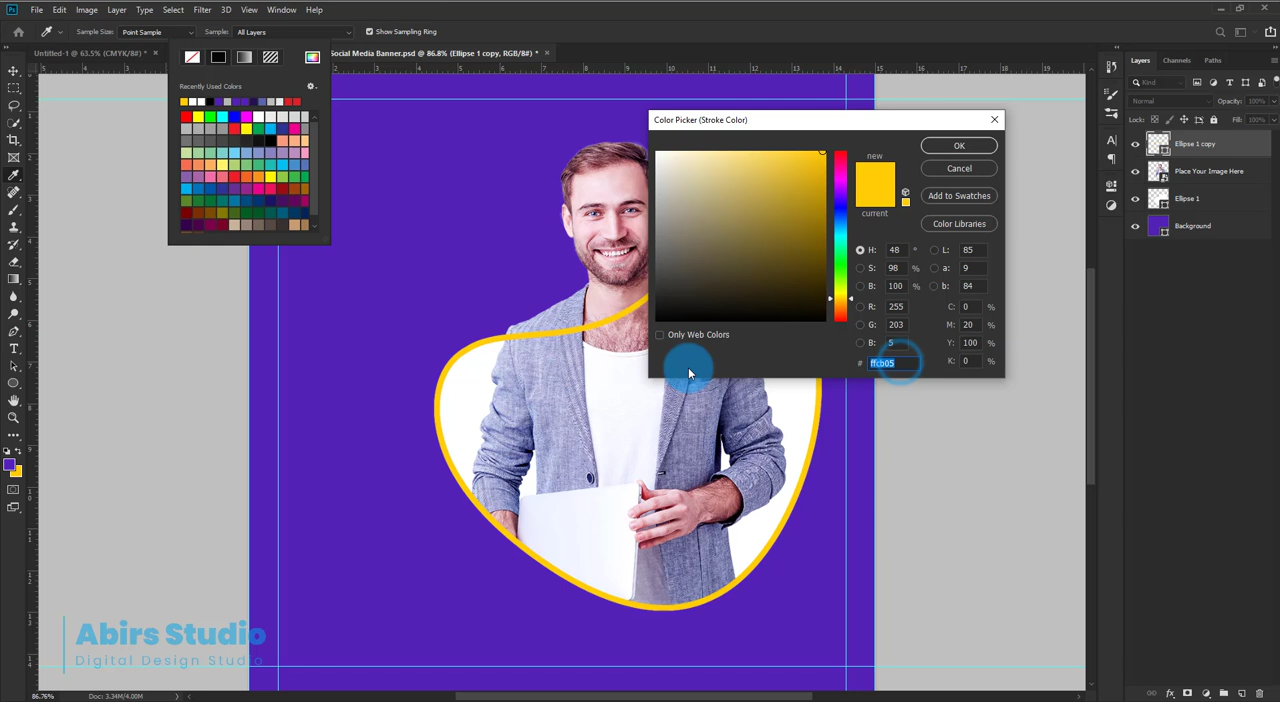 Ps File Edit Image Layer Type Select Filter 3D View Window Help
Sample Size: Point Sample Sample: All Layers Show Sampling Ring
Untitled-1 @ 63.5% (CMYK/8#) * × Social Media Banner.psd @ 86.8% (Ellipse 1 copy, RGB/8#) * ×
Recently Used Colors
Color Picker (Stroke Color)
new
current
OK
Cancel
Add to Swatches
Color Libraries
H: 48 ° L: 85
S: 98 % a: 9
B: 100 % b: 84
R: 255 C: 0 %
G: 203 M: 20 %
B: 5 Y: 100 %
# ffcb05 K: 0 %
Only Web Colors
Layers Channels Paths
Kind
Normal Opacity: 100%
Lock: Fill: 100%
Ellipse 1 copy
Place Your Image Here
Ellipse 1
Background
Abirs Studio
Digital Design Studio
86.76% Doc: 3.34M/4.00M